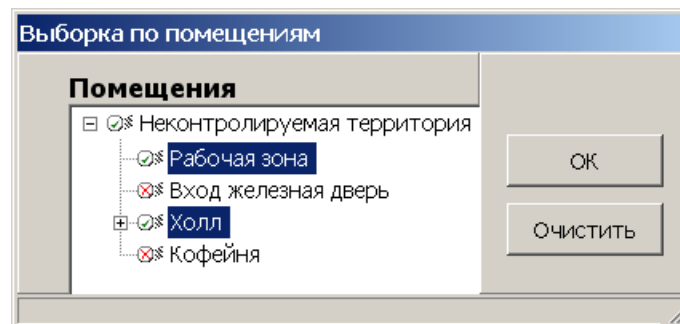 Выборка по помещениям
Помещения
Неконтролируемая территория
Рабочая зона
ОК
Вход железная дверь
Холл
Очистить
Кофейня